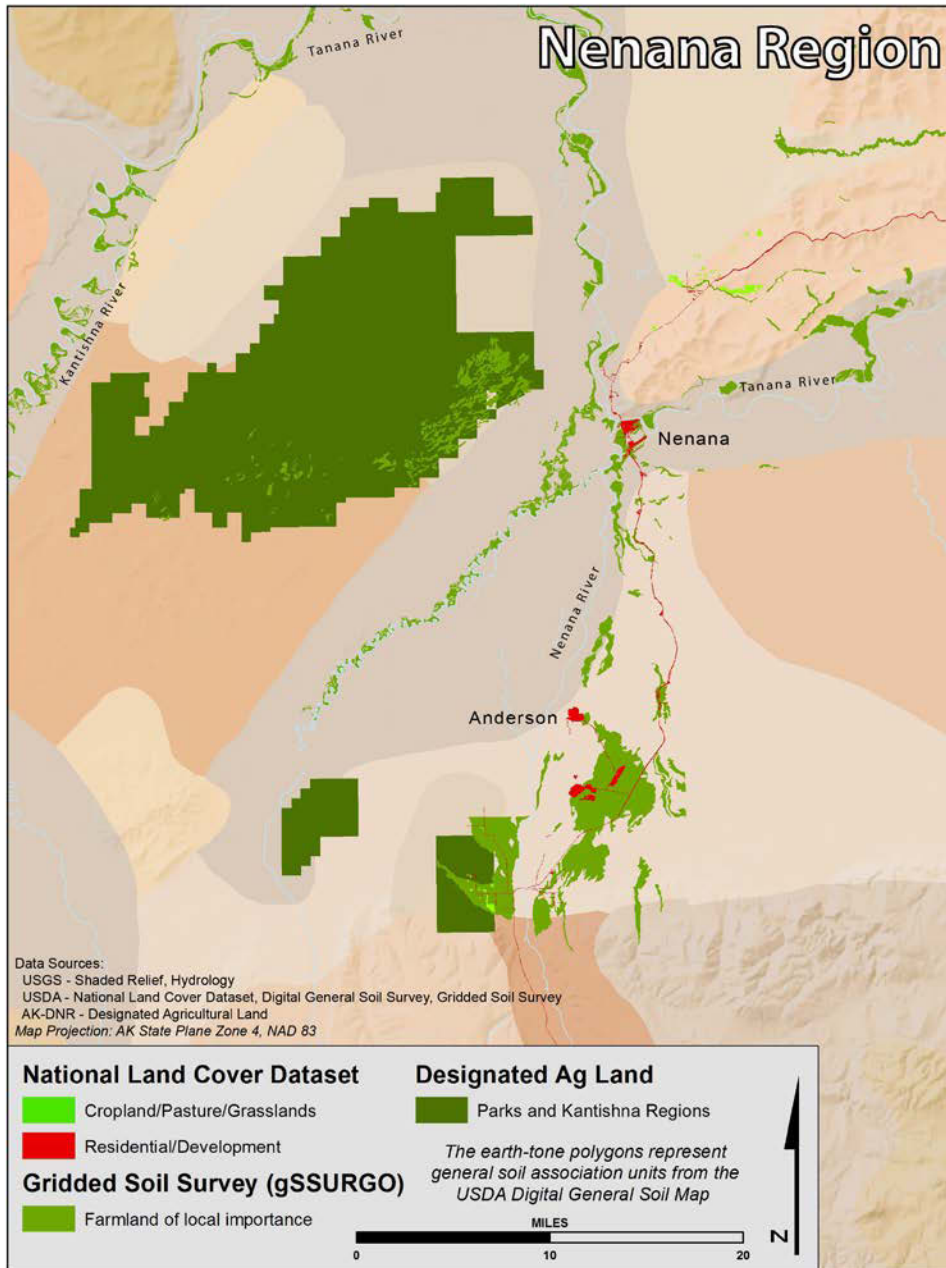 Nenana Region
Tanana River
Kantishna River
Tanana River
Nenana
Nenana River
Anderson
Data Sources:
USGS - Shaded Relief, Hydrology
USDA - National Land Cover Dataset, Digital General Soil Survey, Gridded Soil Survey
AK-DNR - Designated Agricultural Land
Map Projection: AK State Plane Zone 4, NAD 83
National Land Cover Dataset
Cropland/Pasture/Grasslands
Residential/Development
Gridded Soil Survey (gSSURGO)
Farmland of local importance
Designated Ag Land
Parks and Kantishna Regions
The earth-tone polygons represent
general soil association units from the
USDA Digital General Soil Map
MILES
0 10 20
N